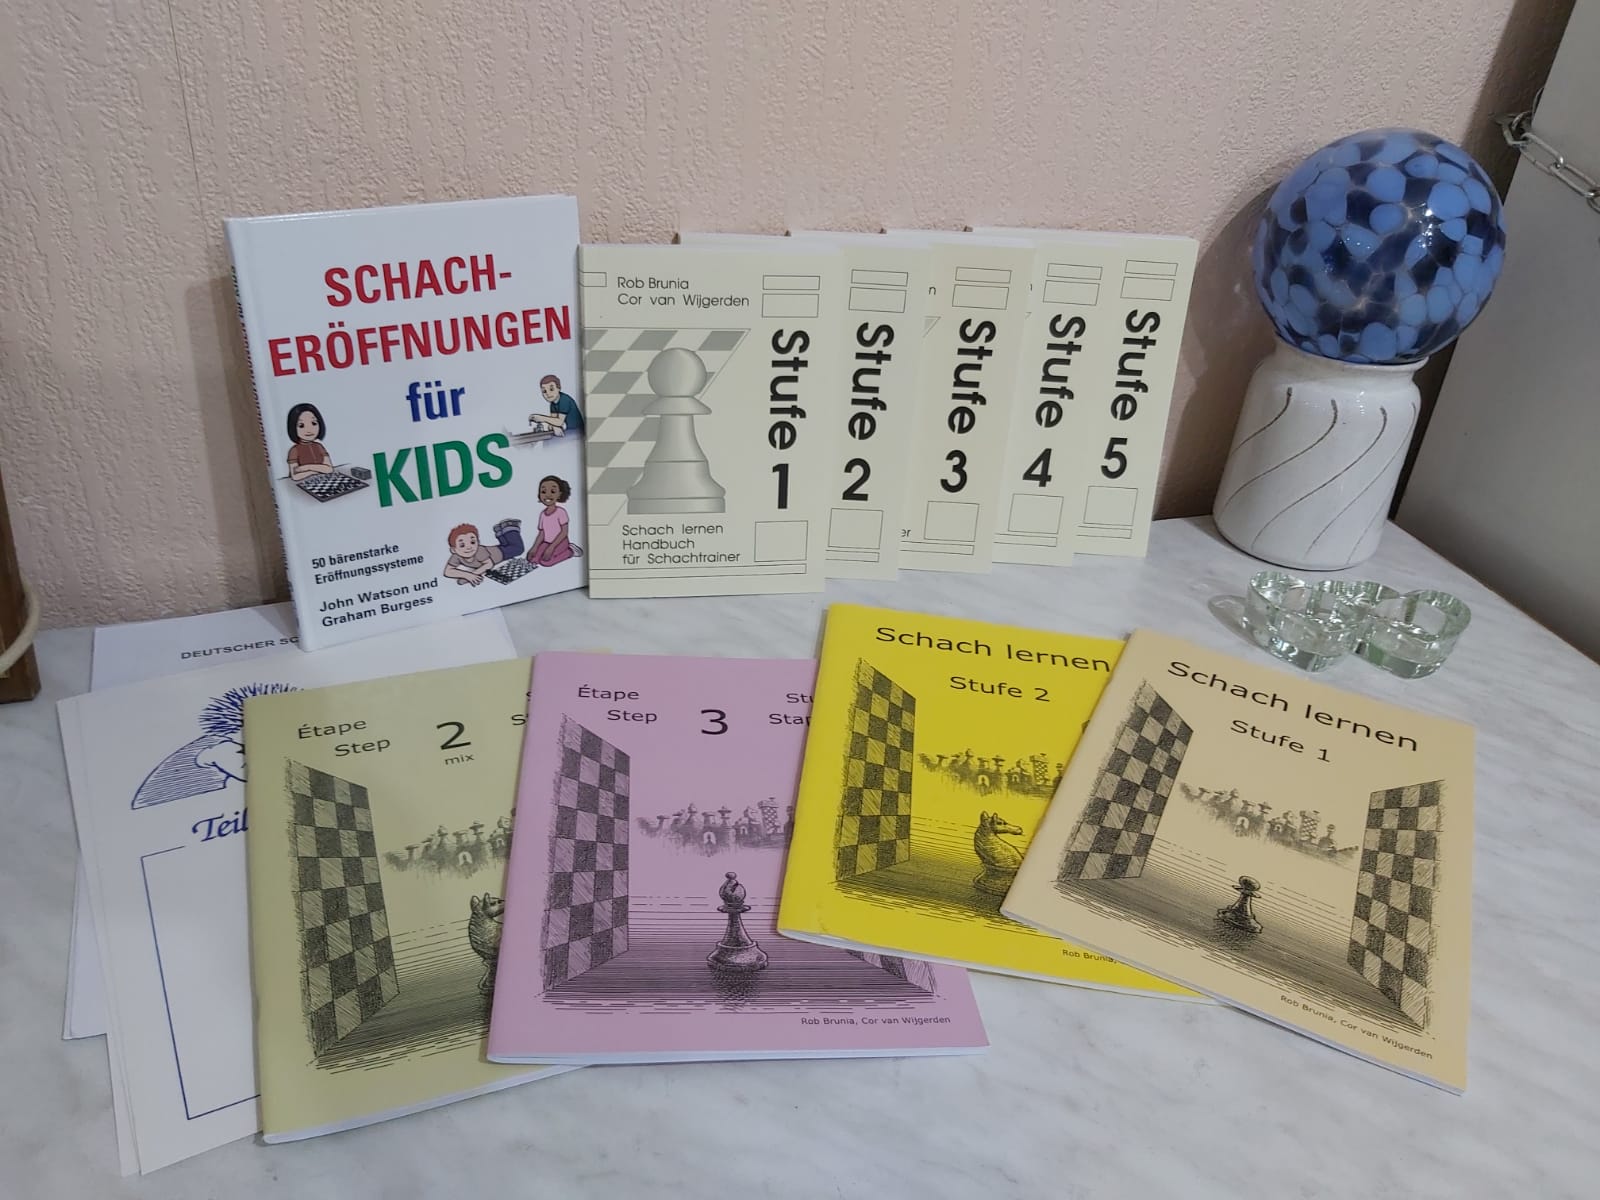 SCHACH-
ERÖFFNUNGEN
für
KIDS
50 bärenstarke
Eröffnungssysteme
John Watson und
Graham Burgess
Rob Brunia
Cor van Wijgerden
Stufe 1
Schach lernen
Handbuch
für Schachtrainer
Stufe 2
Stufe 3
Stufe 4
Stufe 5
DEUTSCHER
Étape
Step
2
mix
Étape
Step
3
Rob Brunia, Cor van Wijgerden
Schach lernen
Stufe 2
Rob Brunia,
Schach lernen
Stufe 1
Rob Brunia, Cor van Wijgerden